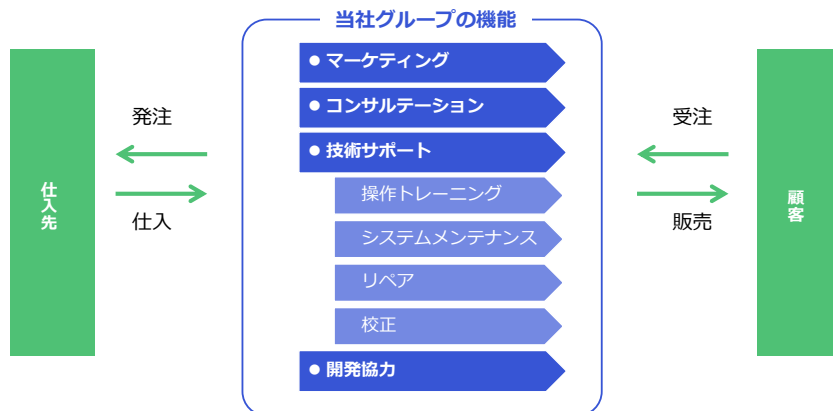 当社グループの機能
● マーケティング
● コンサルテーション
● 技術サポート
操作トレーニング
システムメンテナンス
リペア
校正
● 開発協力
仕入先
発注
仕入
受注
販売
顧客